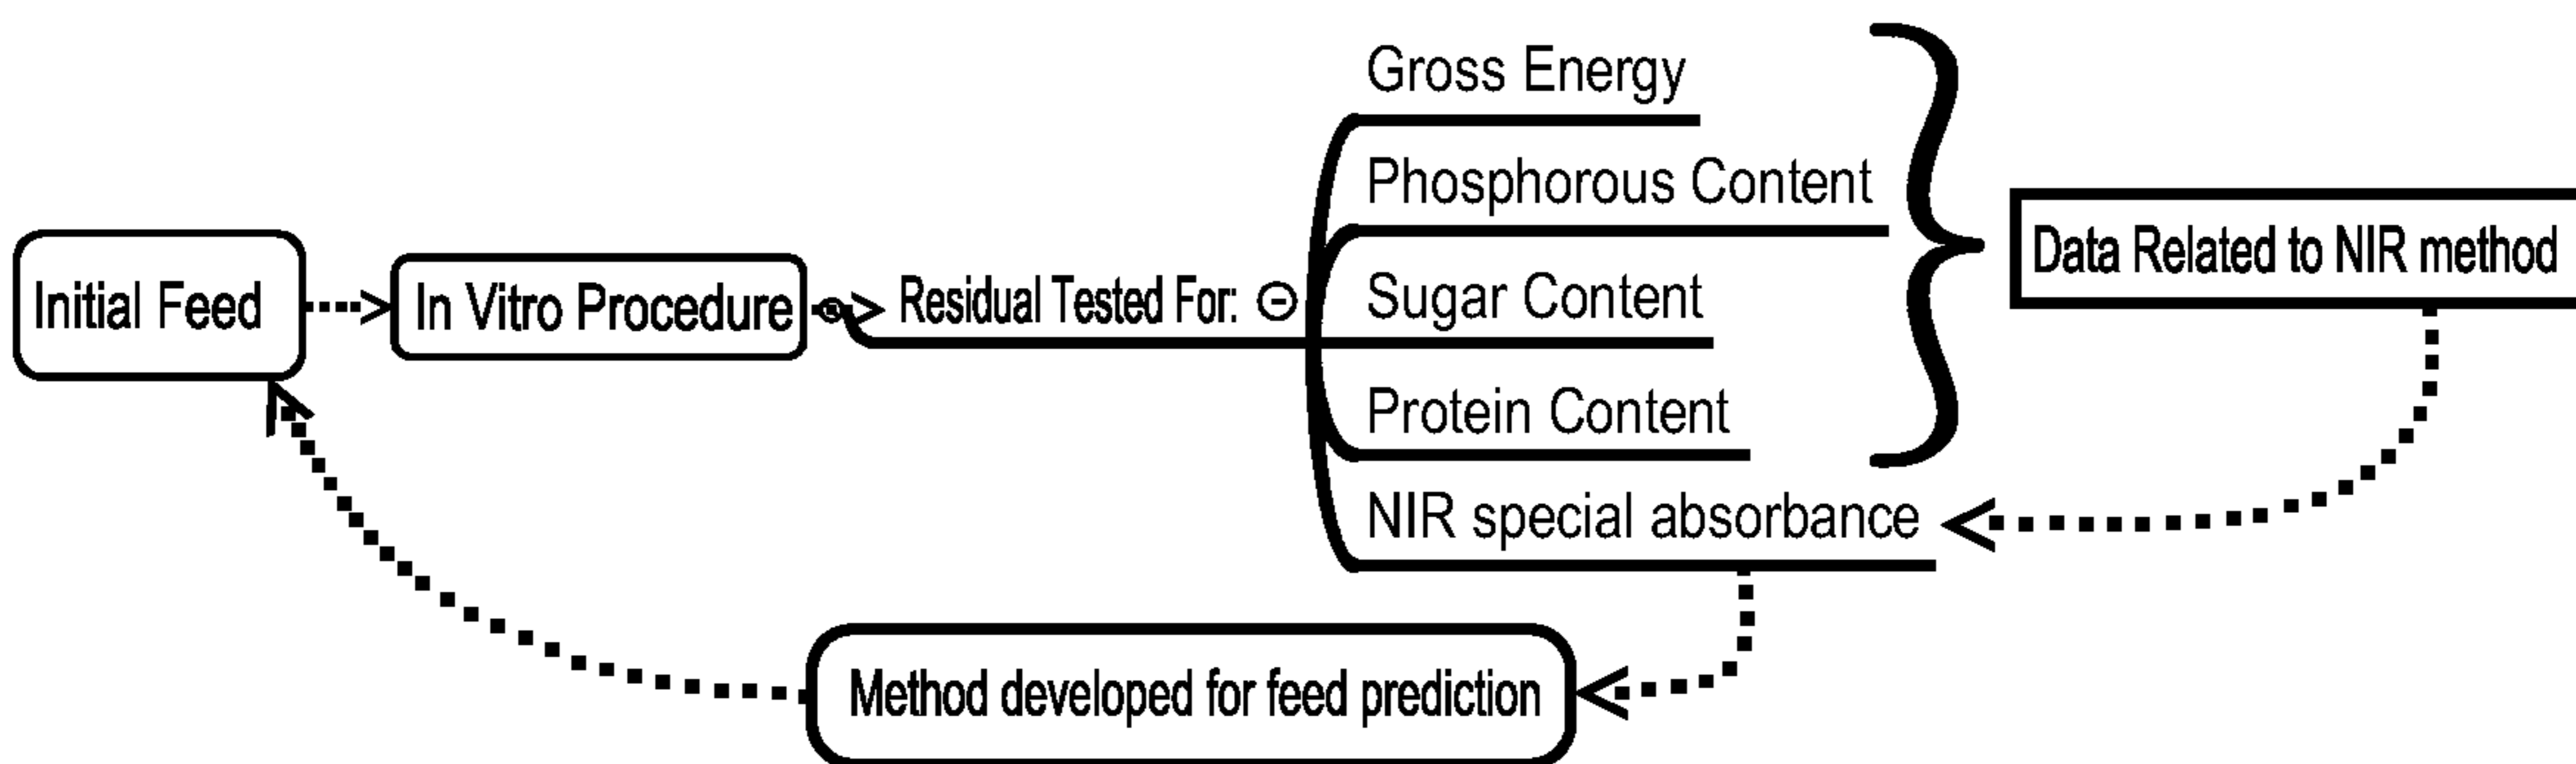 Initial Feed
In Vitro Procedure
Residual Tested For:
Gross Energy
Phosphorous Content
Sugar Content
Protein Content
NIR special absorbance
Data Related to NIR method
Method developed for feed prediction